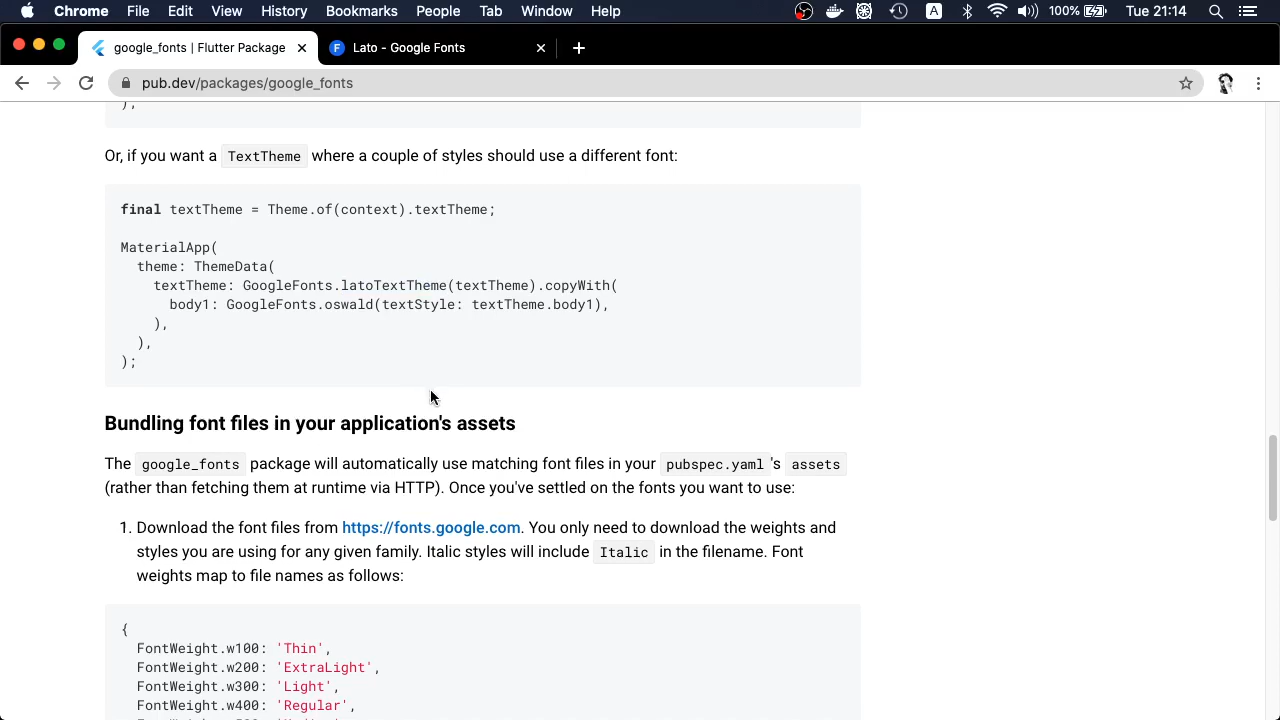 Chrome File Edit View History Bookmarks People Tab Window Help A 100% Tue 21:14
google_fonts | Flutter Package F Lato - Google Fonts
pub.dev/packages/google_fonts
),
Or, if you want a TextTheme where a couple of styles should use a different font:
final textTheme = Theme.of(context).textTheme;
MaterialApp(
theme: ThemeData(
textTheme: GoogleFonts.latoTextTheme(textTheme).copyWith(
body1: GoogleFonts.oswald(textStyle: textTheme.body1),
),
),
);
Bundling font files in your application's assets
The google_fonts package will automatically use matching font files in your pubspec.yaml 's assets
(rather than fetching them at runtime via HTTP). Once you've settled on the fonts you want to use:
1. Download the font files from https://fonts.google.com. You only need to download the weights and
styles you are using for any given family. Italic styles will include Italic in the filename. Font
weights map to file names as follows:
{
FontWeight.w100: 'Thin',
FontWeight.w200: 'ExtraLight',
FontWeight.w300: 'Light',
FontWeight.w400: 'Regular',